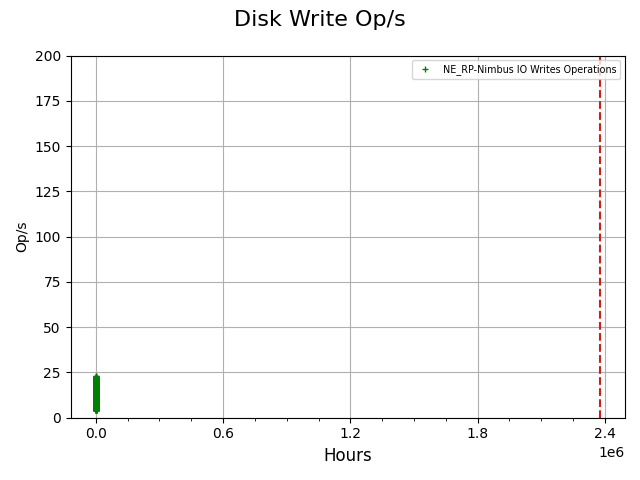 Disk Write Op/s
200
NE_RP-Nimbus IO Writes Operations
175
150
125
100
75
50
25
0
Op/s
0.0 0.6 1.2 1.8 2.4
1e6
Hours